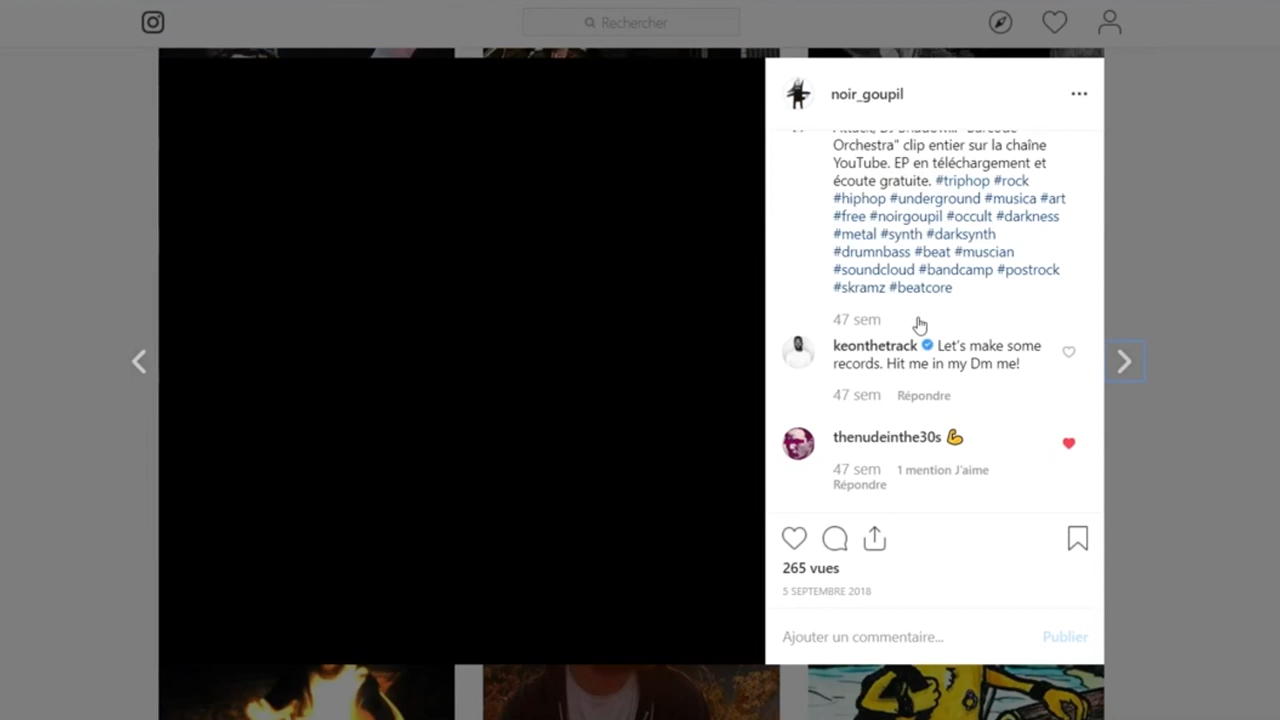 Rechercher
noir_goupil
Orchestra" clip entier sur la chaîne
YouTube. EP en téléchargement et
écoute gratuite. #triphop #rock
#hiphop #underground #musica #art
#free #noirgoupil #occult #darkness
#metal #synth #darksynth
#drumnbass #beat #muscian
#soundcloud #bandcamp #postrock
#skramz #beatcore
47 sem
keonthetrack Let's make some
records. Hit me in my Dm me!
47 sem Répondre
thenudeinthe30s 💪
47 sem 1 mention J'aime
Répondre
265 vues
5 SEPTEMBRE 2018
Ajouter un commentaire...
Publier